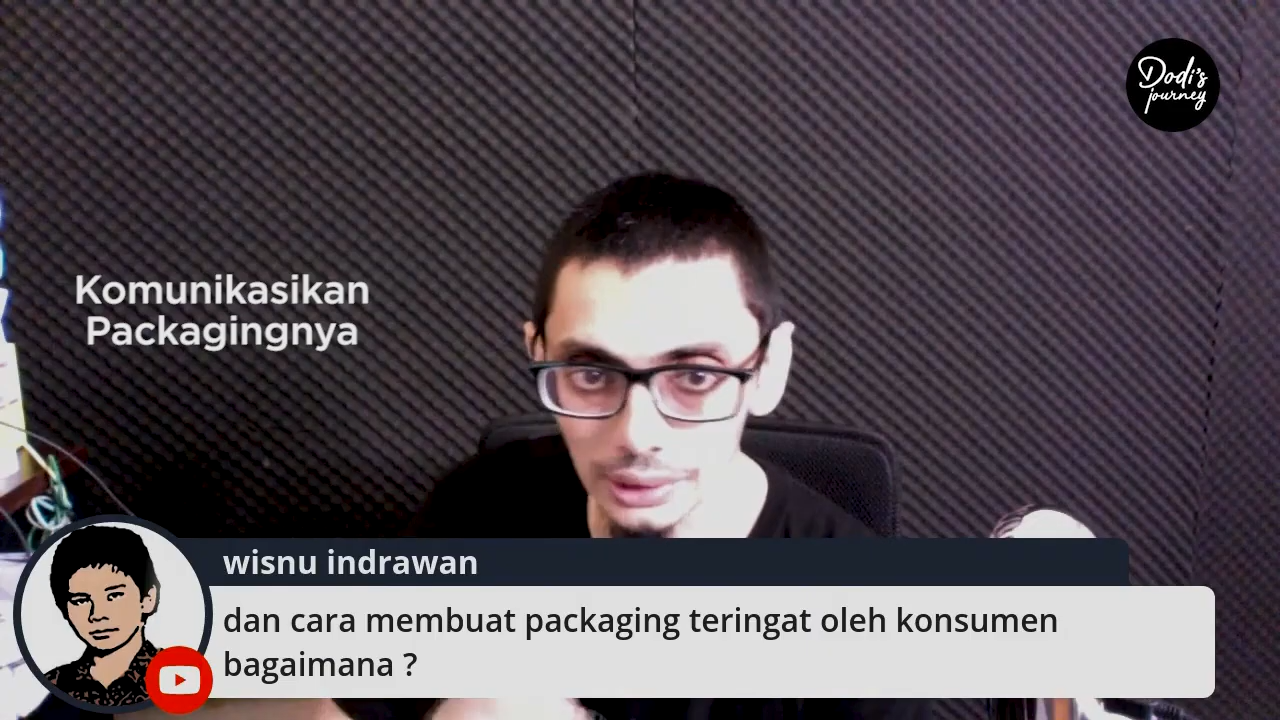 Dodi's
journey
Komunikasikan
Packagingnya
wisnu indrawan
dan cara membuat packaging teringat oleh konsumen
bagaimana ?